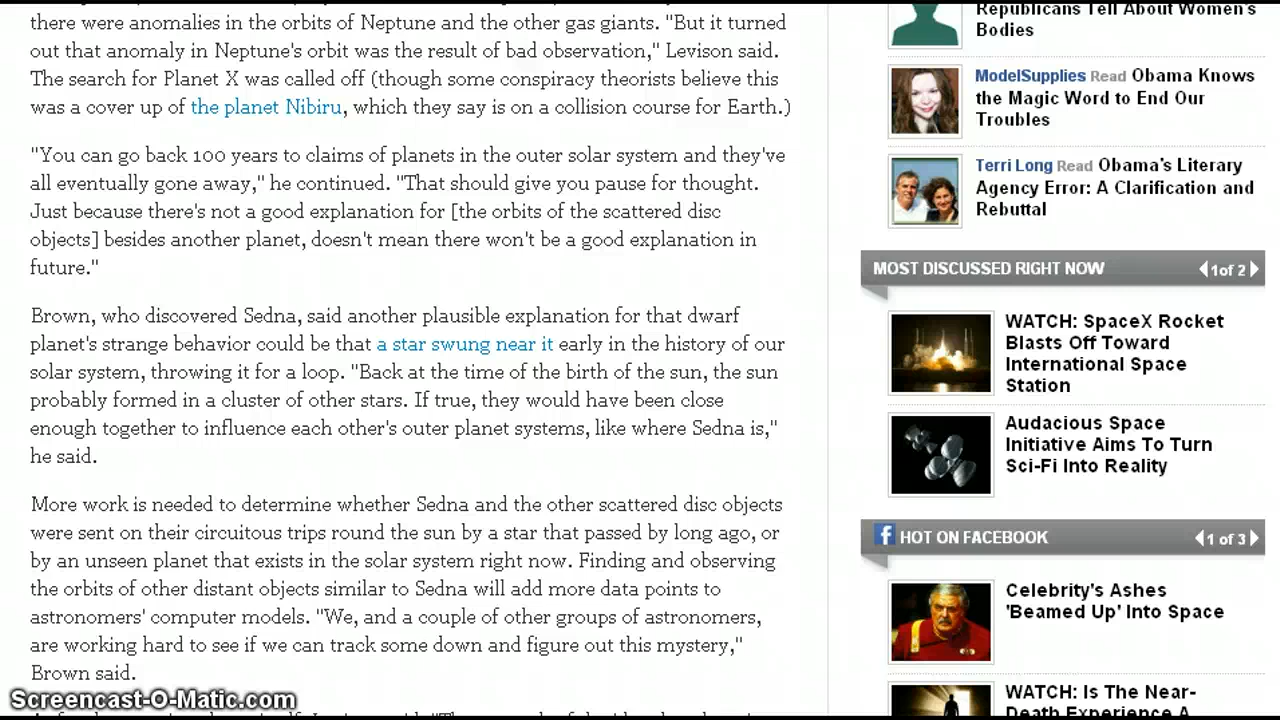 there were anomalies in the orbits of Neptune and the other gas giants. "But it turned
out that anomaly in Neptune's orbit was the result of bad observation," Levison said.
The search for Planet X was called off (though some conspiracy theorists believe this
was a cover up of the planet Nibiru, which they say is on a collision course for Earth.)
"You can go back 100 years to claims of planets in the outer solar system and they've
all eventually gone away," he continued. "That should give you pause for thought.
Just because there's not a good explanation for [the orbits of the scattered disc
objects] besides another planet, doesn't mean there won't be a good explanation in
future."
Brown, who discovered Sedna, said another plausible explanation for that dwarf
planet's strange behavior could be that a star swung near it early in the history of our
solar system, throwing it for a loop. "Back at the time of the birth of the sun, the sun
probably formed in a cluster of other stars. If true, they would have been close
enough together to influence each other's outer planet systems, like where Sedna is,"
he said.
More work is needed to determine whether Sedna and the other scattered disc objects
were sent on their circuitous trips round the sun by a star that passed by long ago, or
by an unseen planet that exists in the solar system right now. Finding and observing
the orbits of other distant objects similar to Sedna will add more data points to
astronomers' computer models. "We, and a couple of other groups of astronomers,
are working hard to see if we can track some down and figure out this mystery,"
Brown said.
Screencast-O-Matic.com
Republicans Tell About Women's
Bodies
ModelSupplies Read Obama Knows
the Magic Word to End Our
Troubles
Terri Long Read Obama's Literary
Agency Error: A Clarification and
Rebuttal
MOST DISCUSSED RIGHT NOW 1 of 2
WATCH: SpaceX Rocket
Blasts Off Toward
International Space
Station
Audacious Space
Initiative Aims To Turn
Sci-Fi Into Reality
f HOT ON FACEBOOK 1 of 3
Celebrity's Ashes
'Beamed Up' Into Space
WATCH: Is The Near-
Death Experience A